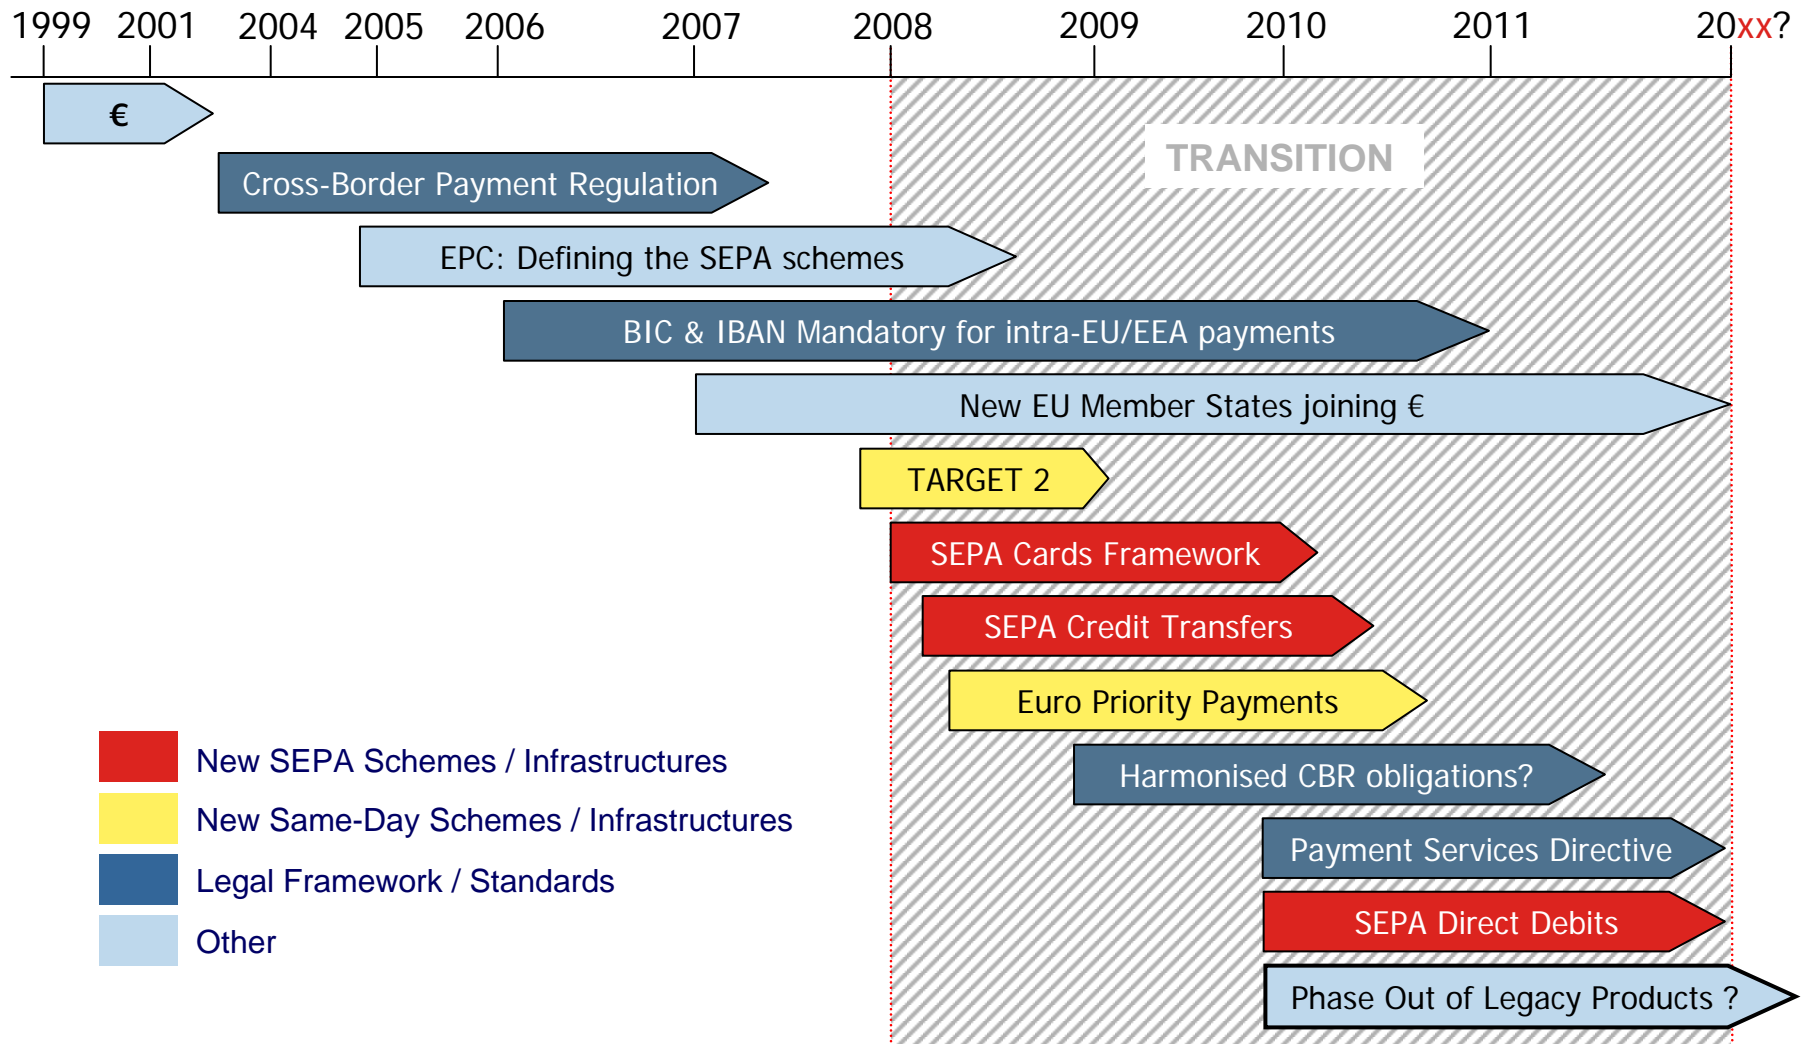 1999 2001 2004 2005 2006 2007 2008 2009 2010 2011 20xx?
€
TRANSITION
Cross-Border Payment Regulation
EPC: Defining the SEPA schemes
BIC & IBAN Mandatory for intra-EU/EEA payments
New EU Member States joining €
TARGET 2
SEPA Cards Framework
SEPA Credit Transfers
Euro Priority Payments
Harmonised CBR obligations?
Payment Services Directive
SEPA Direct Debits
Phase Out of Legacy Products ?
New SEPA Schemes / Infrastructures
New Same-Day Schemes / Infrastructures
Legal Framework / Standards
Other